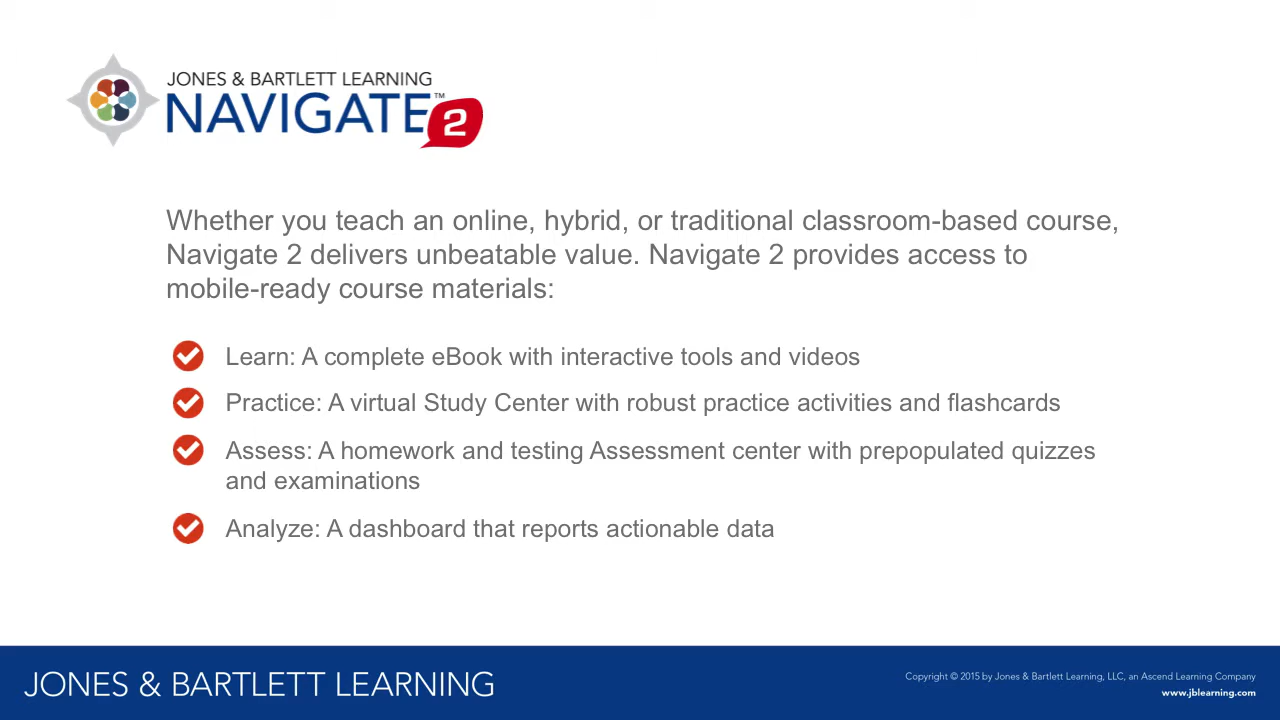 JONES & BARTLETT LEARNING
NAVIGATE™ 2
Whether you teach an online, hybrid, or traditional classroom-based course,
Navigate 2 delivers unbeatable value. Navigate 2 provides access to
mobile-ready course materials:
Learn: A complete eBook with interactive tools and videos
Practice: A virtual Study Center with robust practice activities and flashcards
Assess: A homework and testing Assessment center with prepopulated quizzes
and examinations
Analyze: A dashboard that reports actionable data
JONES & BARTLETT LEARNING
Copyright © 2015 by Jones & Bartlett Learning, LLC, an Ascend Learning Company
www.jblearning.com